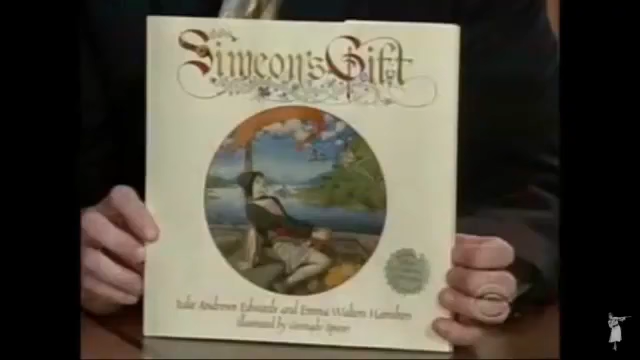 Simeon's Gift
Julie Andrews Edwards and Emma Walton Hamilton
illustrated by Gennady Spirin